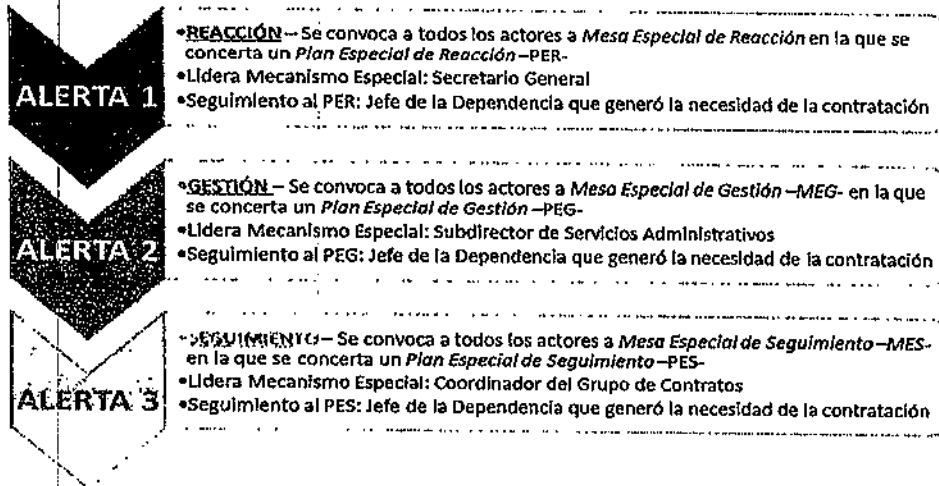 ALERTA 1
•REACCIÓN – Se convoca a todos los actores a Mesa Especial de Reacción en la que se
concerta un Plan Especial de Reacción –PER-
•Lidera Mecanismo Especial: Secretario General
•Seguimiento al PER: Jefe de la Dependencia que generó la necesidad de la contratación
ALERTA 2
•GESTIÓN – Se convoca a todos los actores a Mesa Especial de Gestión –MEG- en la que
se concerta un Plan Especial de Gestión –PEG-
•Lidera Mecanismo Especial: Subdirector de Servicios Administrativos
•Seguimiento al PEG: Jefe de la Dependencia que generó la necesidad de la contratación
ALERTA 3
•SEGUIMIENTO – Se convoca a todos los actores a Mesa Especial de Seguimiento –MES-
en la que se concerta un Plan Especial de Seguimiento –PES-
•Lidera Mecanismo Especial: Coordinador del Grupo de Contratos
•Seguimiento al PES: Jefe de la Dependencia que generó la necesidad de la contratación